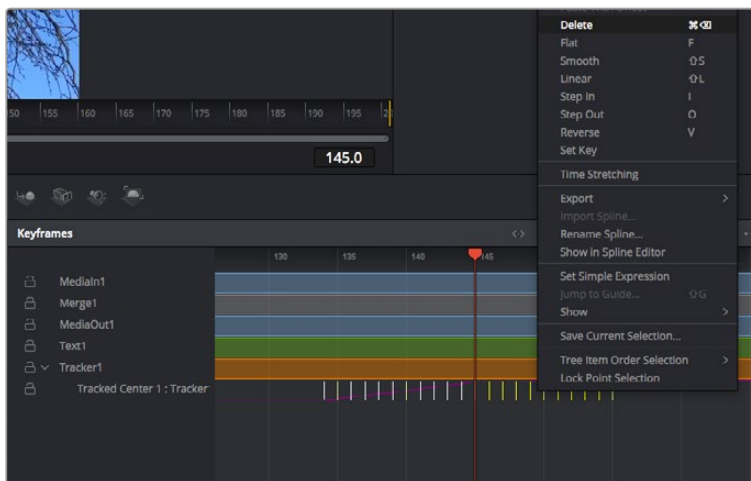 Delete ⌘⌫
Flat F
Smooth ⇧S
Linear ⇧L
Step In I
Step Out O
Reverse V
Set Key
Time Stretching
Export >
Import Spline...
Rename Spline...
Show in Spline Editor
Set Simple Expression
Jump to Guide... ⇧G
Show >
Save Current Selection...
Tree Item Order Selection >
Lock Point Selection
50 155 160 165 170 175 180 185 190 195
145.0
Keyframes
130 135 140 145
MediaIn1
Merge1
MediaOut1
Text1
Tracker1
Tracked Center 1 : Tracker